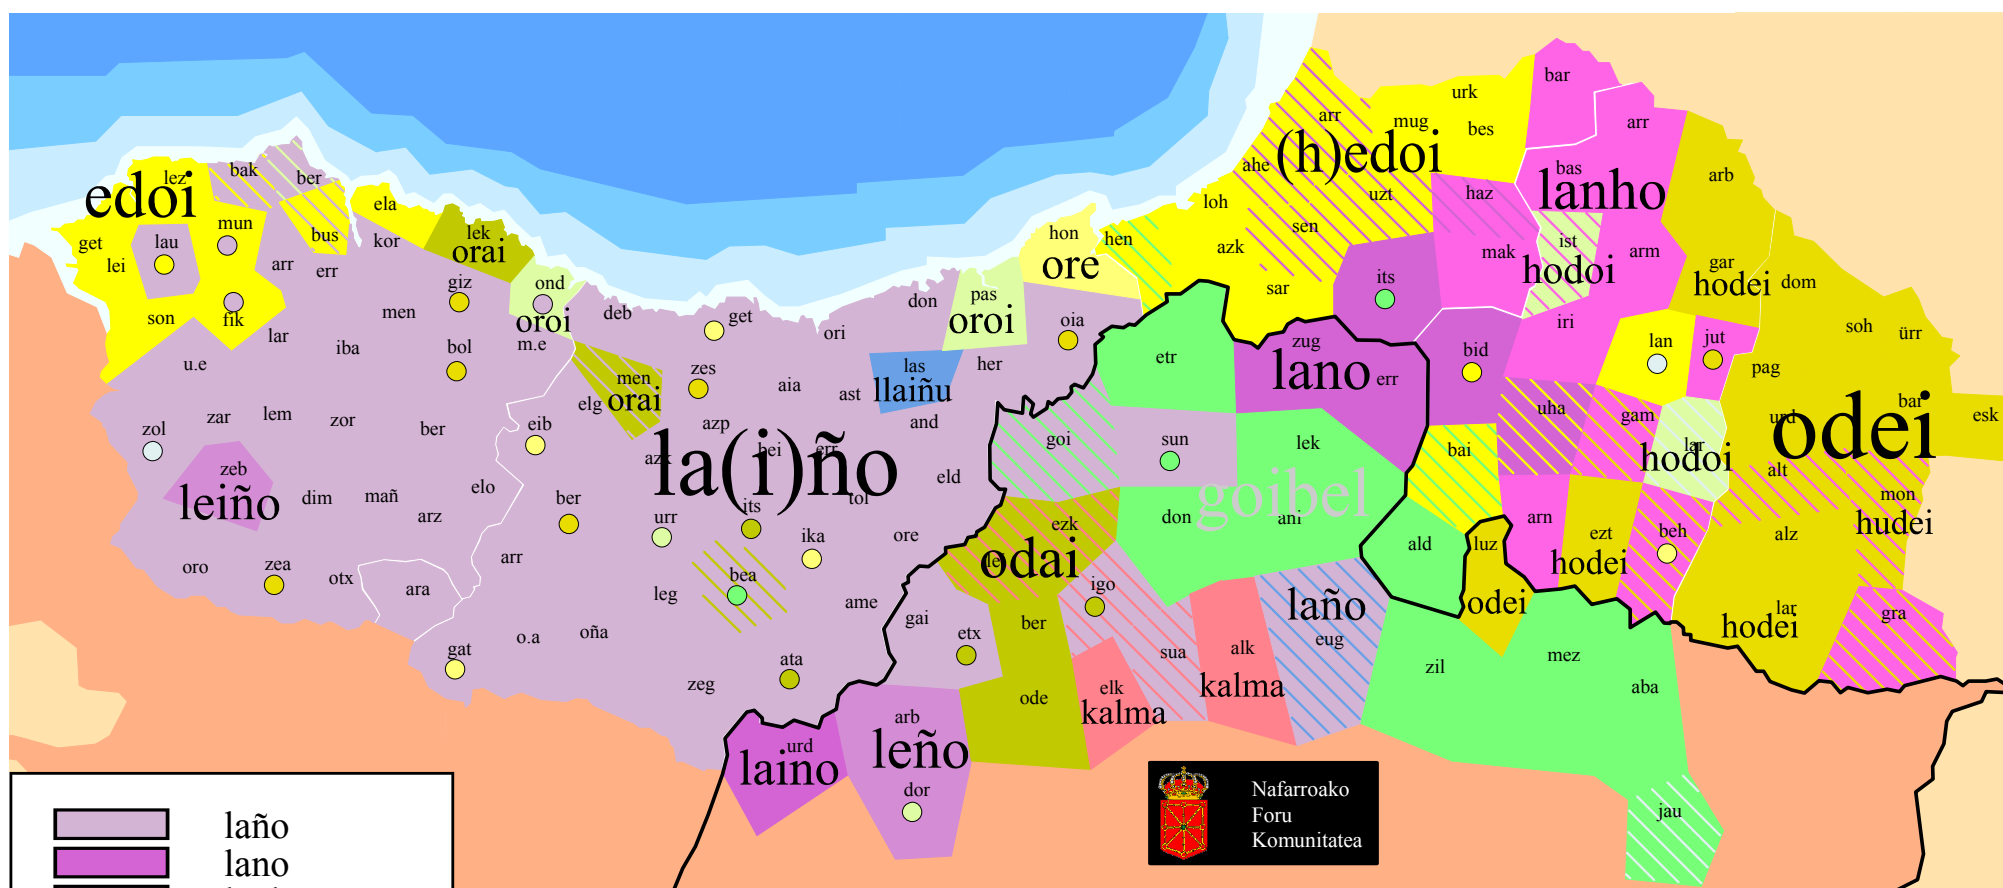 bar
urk
arr
mug
bes
arr
(h)edoi
ahe
lez
bak
ber
edoi
bas
lanho
arb
uzt
haz
ela
loh
mun
get
lau
bus
kor
lek
orai
hon
hen
sen
azk
ist
mak
arm
lei
arr
err
ore
hodoi
gar
hodei
dom
giz
ond
its
sar
son
fik
men
oroi
deb
get
don
pas
oroi
oia
iri
soh
ürr
lar
m.e
ori
zug
lano
err
lan
jut
iba
bol
u.e
etr
bid
pag
men
orai
elg
zes
aia
ast
las
llaiñu
her
bar
esk
zar
lem
zor
ber
zol
eib
azp
and
uha
gam
urd
odei
goi
sun
lek
bai
lar
hodoi
azk
hei
err
la(i)ño
zeb
leiño
dim
mañ
elo
eld
tol
alt
mon
hudei
goibel
arz
ber
urr
its
ika
ore
ezk
don
ani
arn
ezt
hodei
beh
alz
odai
le
ald
luz
odei
oro
zea
otx
arr
ara
bea
leg
ame
igo
laño
eug
gai
ber
lar
hodei
gra
etx
o.a
oña
gat
ata
zeg
sua
alk
kalma
zil
mez
aba
ode
elk
kalma
arb
leño
urd
laino
dor
Nafarroako
Foru
Komunitatea
jau
laño
lano